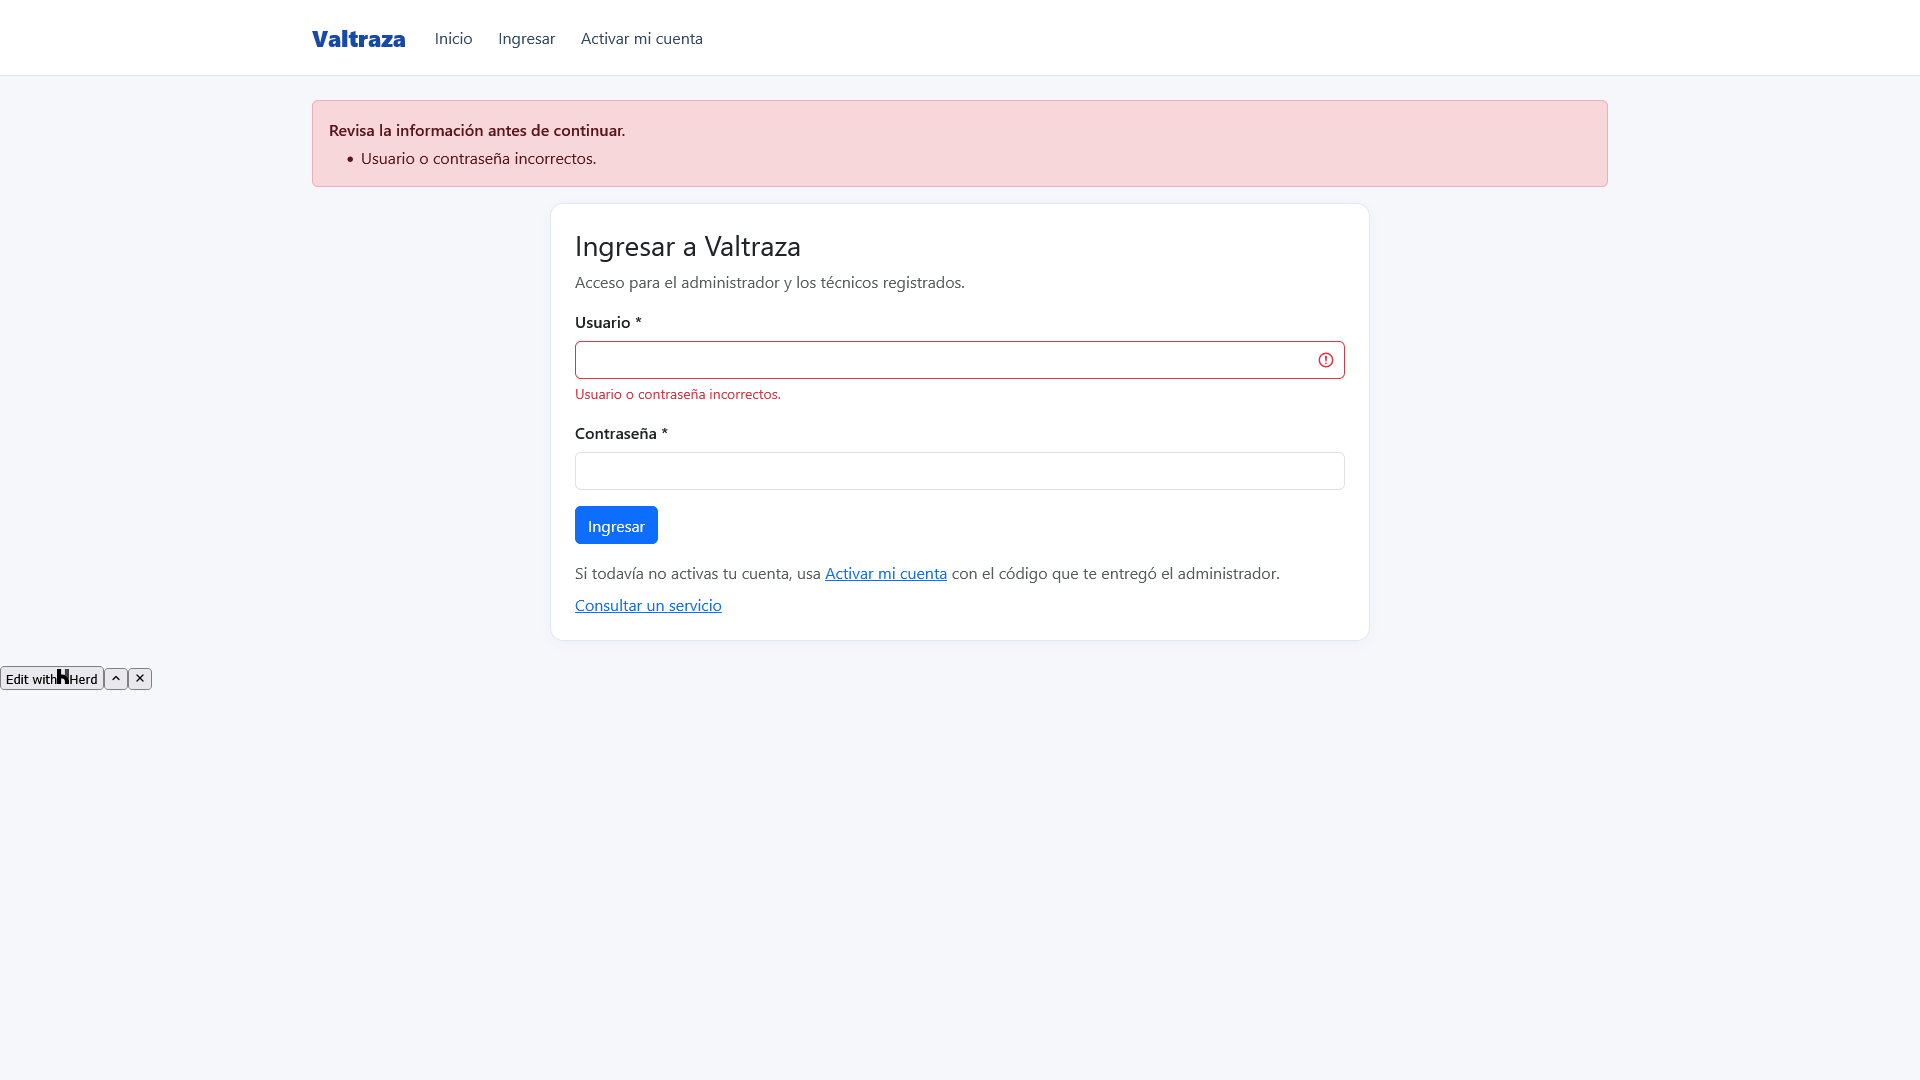 Valtraza Inicio Ingresar Activar mi cuenta
Revisa la información antes de continuar.
• Usuario o contraseña incorrectos.
Ingresar a Valtraza
Acceso para el administrador y los técnicos registrados.
Usuario *
Usuario o contraseña incorrectos.
Contraseña *
Ingresar
Si todavía no activas tu cuenta, usa Activar mi cuenta con el código que te entregó el administrador.
Consultar un servicio
Edit with Herd